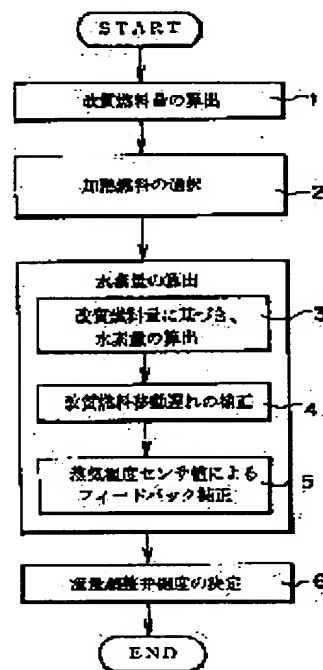 START
改質燃料量の算出
1
加熱燃料の選択
2
水素量の算出
改質燃料量に基づき、
水素量の算出
3
改質燃料移動遅れの補正
4
蒸気温度センサ値による
フィードバック補正
5
流量調整弁開度の決定
6
END